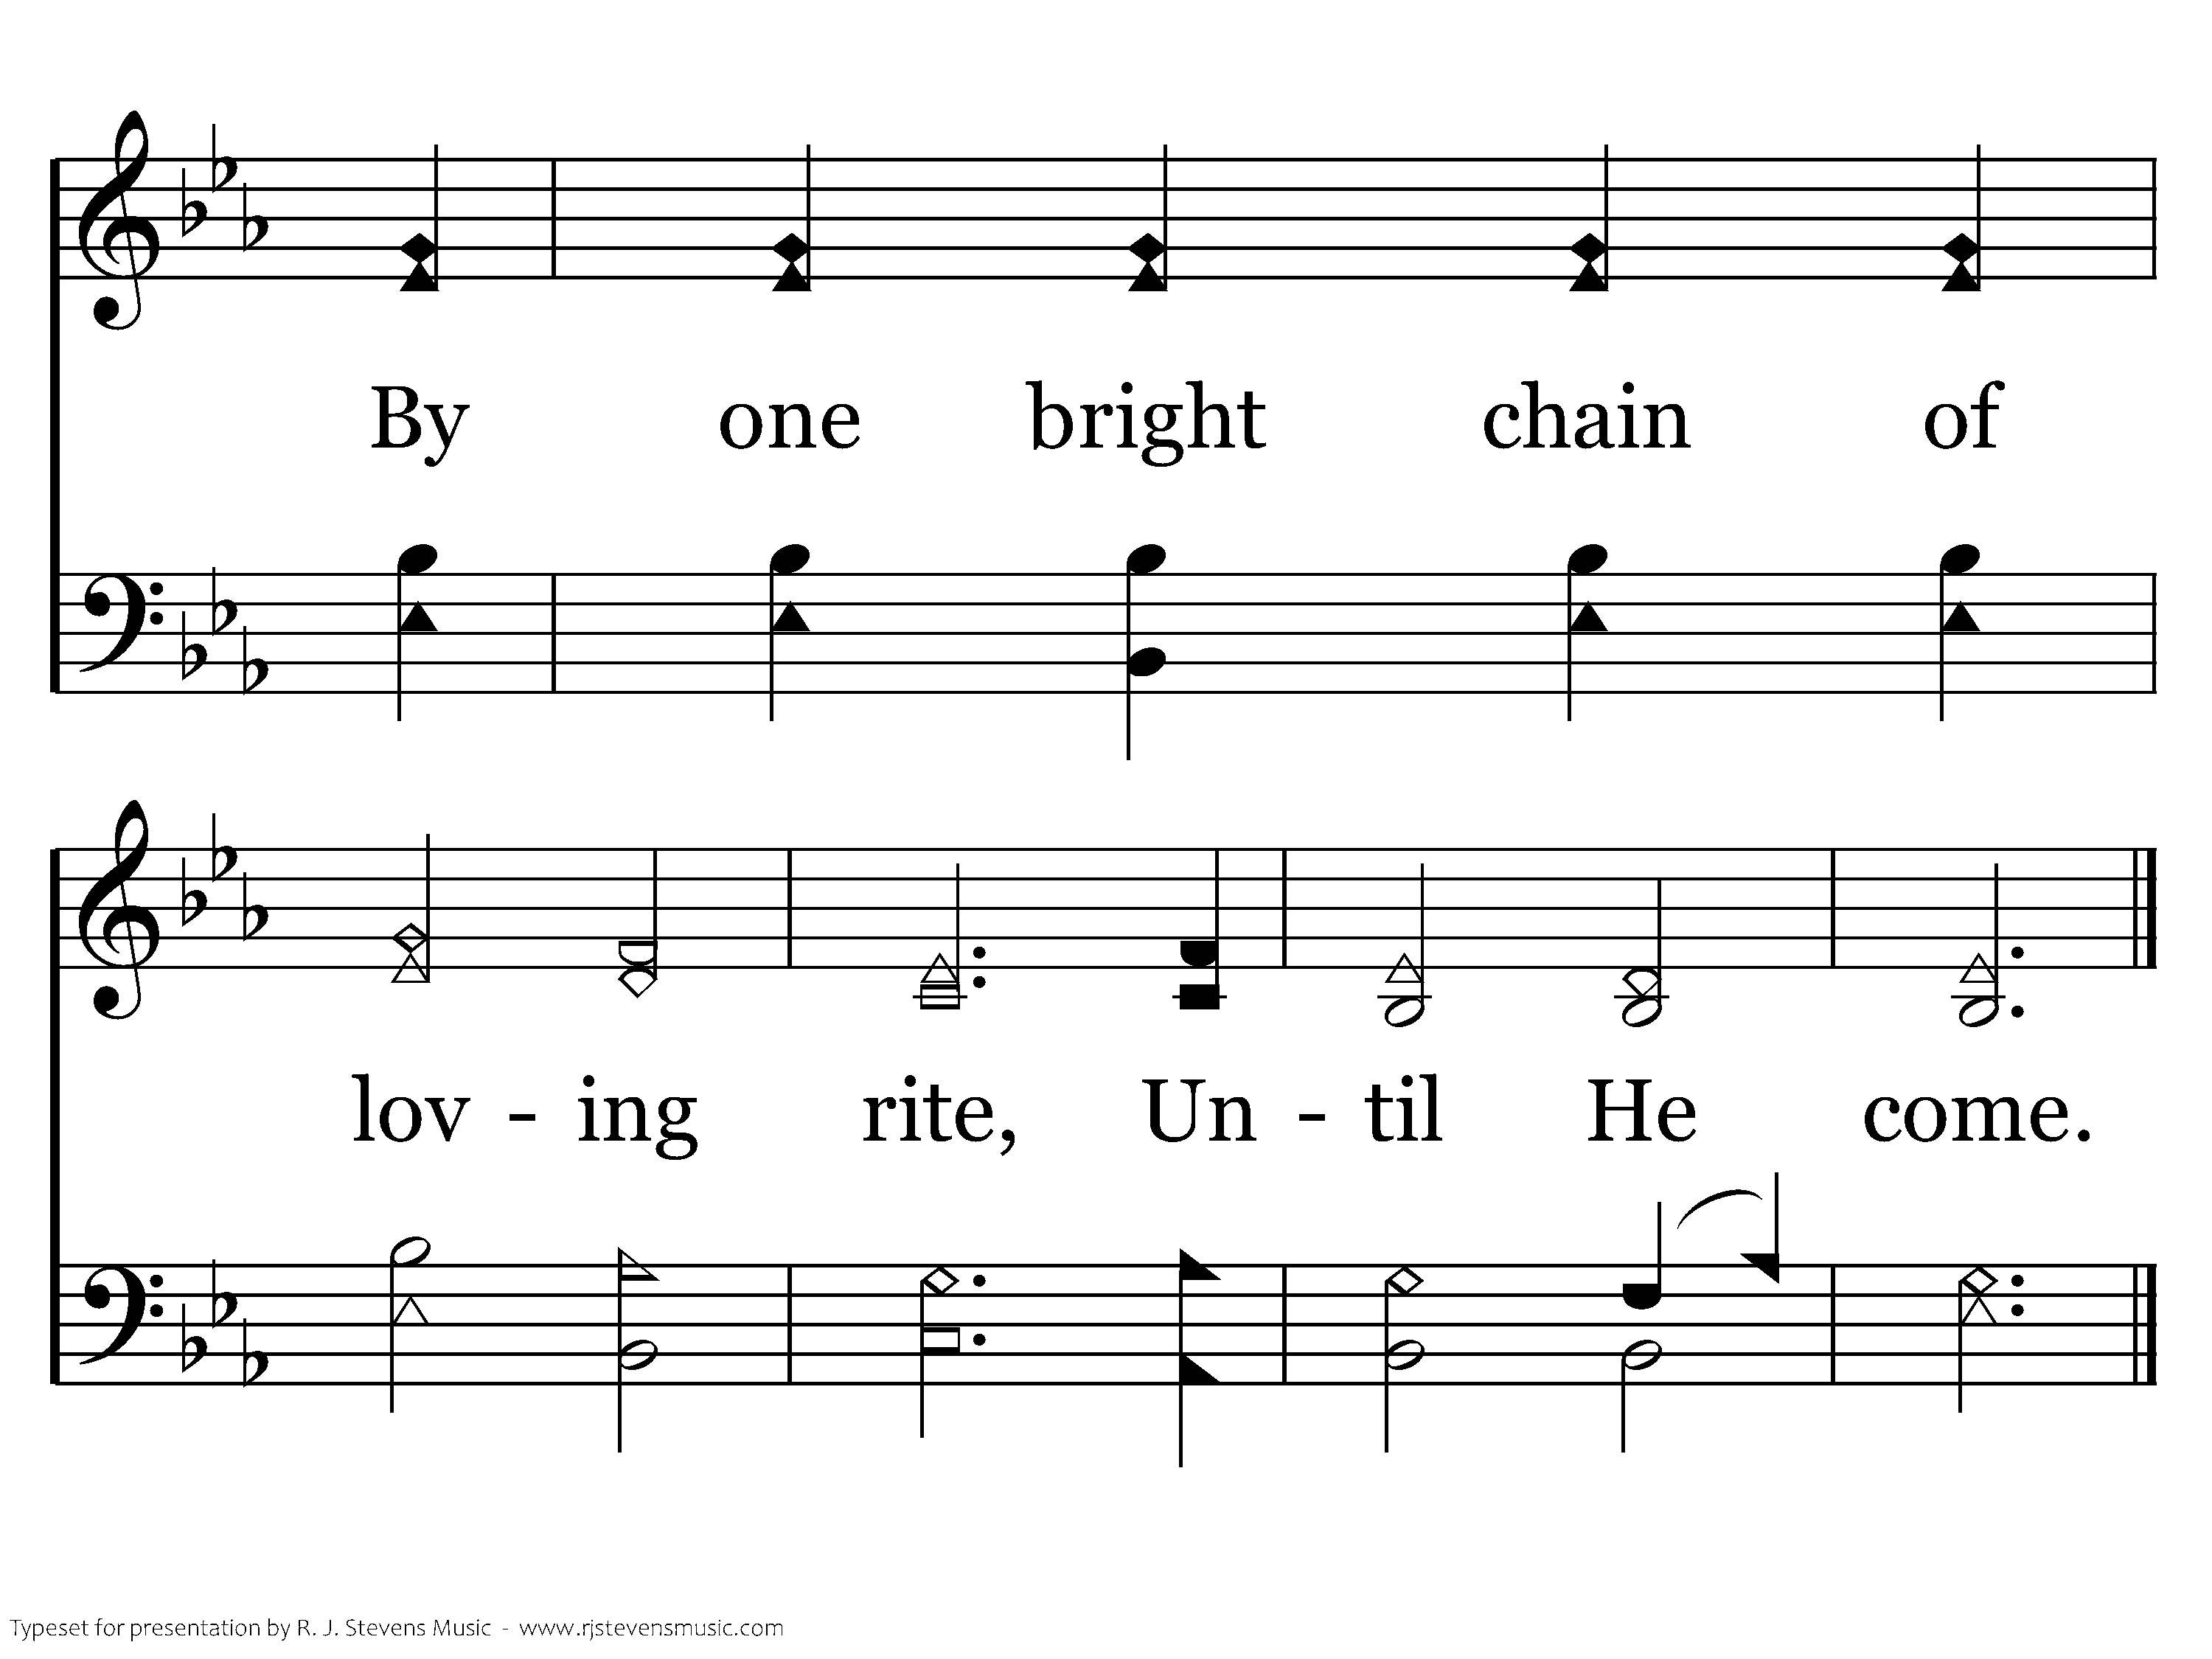 By one bright chain of
lov - ing rite, Un - til He come.
Typeset for presentation by R. J. Stevens Music - www.rjstevensmusic.com